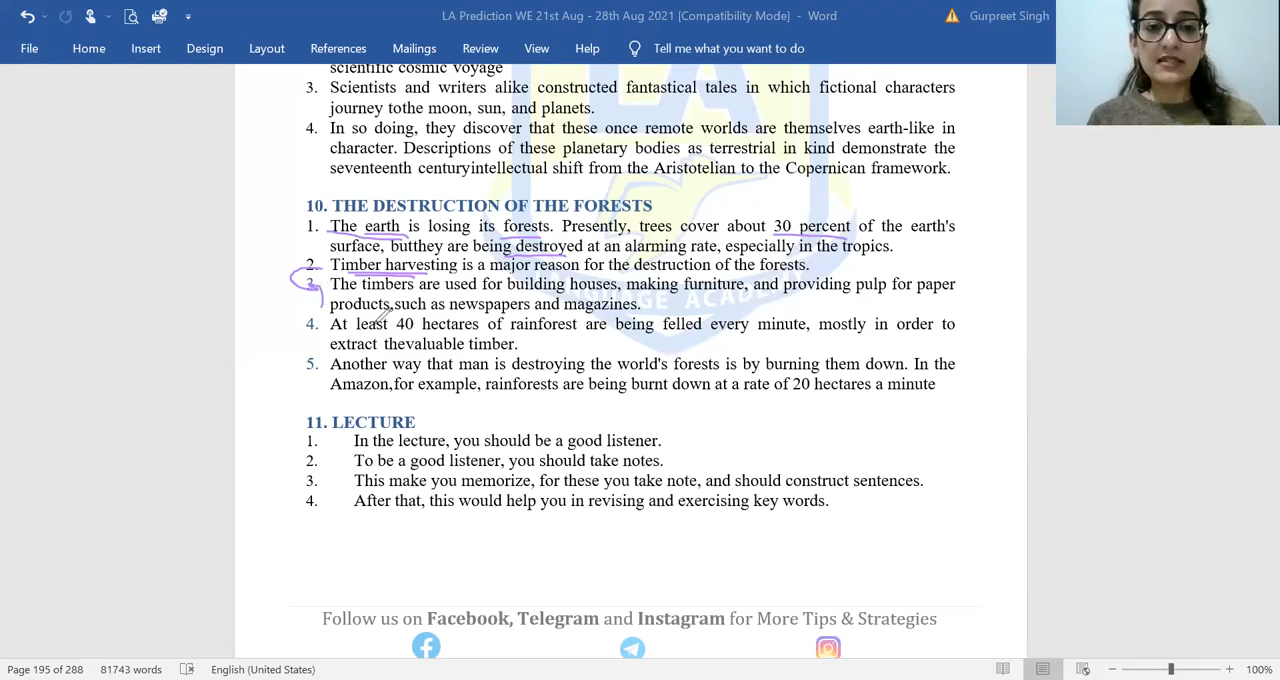 LA Prediction WE 21st Aug - 28th Aug 2021 [Compatibility Mode] - Word
Gurpreet Singh
File Home Insert Design Layout References Mailings Review View Help Tell me what you want to do
scientific cosmic voyage
3. Scientists and writers alike constructed fantastical tales in which fictional characters
journey tothe moon, sun, and planets.
4. In so doing, they discover that these once remote worlds are themselves earth-like in
character. Descriptions of these planetary bodies as terrestrial in kind demonstrate the
seventeenth centuryintellectual shift from the Aristotelian to the Copernican framework.
10. THE DESTRUCTION OF THE FORESTS
1. The earth is losing its forests. Presently, trees cover about 30 percent of the earth's
surface, butthey are being destroyed at an alarming rate, especially in the tropics.
2. Timber harvesting is a major reason for the destruction of the forests.
3. The timbers are used for building houses, making furniture, and providing pulp for paper
products,such as newspapers and magazines.
4. At least 40 hectares of rainforest are being felled every minute, mostly in order to
extract thevaluable timber.
5. Another way that man is destroying the world's forests is by burning them down. In the
Amazon,for example, rainforests are being burnt down at a rate of 20 hectares a minute
11. LECTURE
1. In the lecture, you should be a good listener.
2. To be a good listener, you should take notes.
3. This make you memorize, for these you take note, and should construct sentences.
4. After that, this would help you in revising and exercising key words.
LA
LANGUAGE ACADEMY
Follow us on Facebook, Telegram and Instagram for More Tips & Strategies
Page 195 of 288 81743 words English (United States) 100%